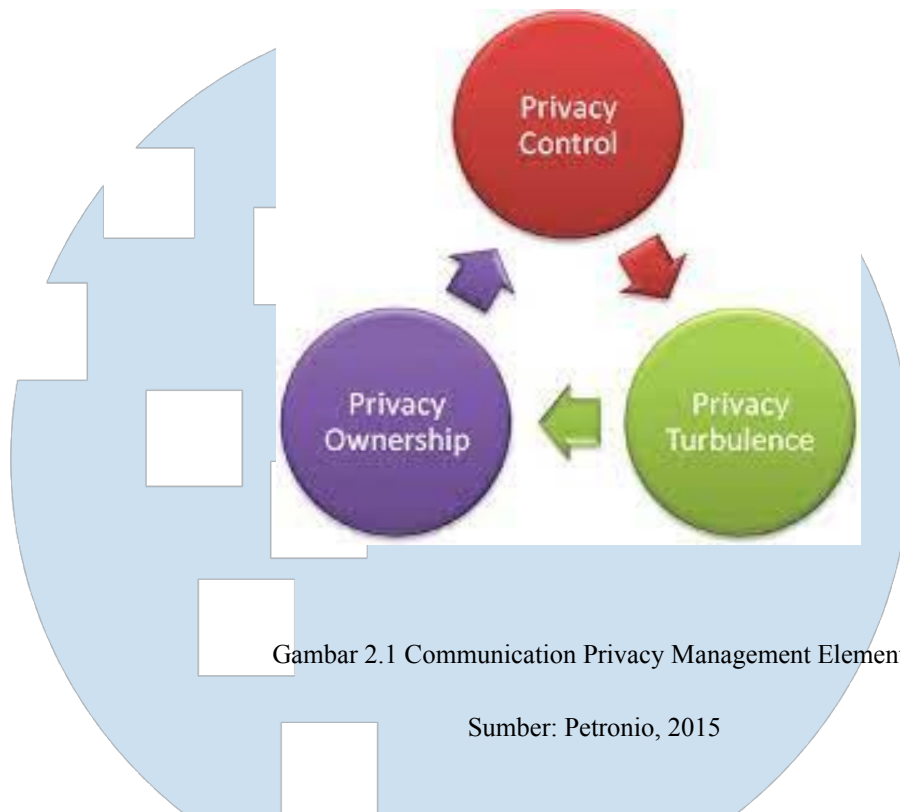 Privacy
Control
Privacy
Ownership
Privacy
Turbulence
Gambar 2.1 Communication Privacy Management Element
Sumber: Petronio, 2015